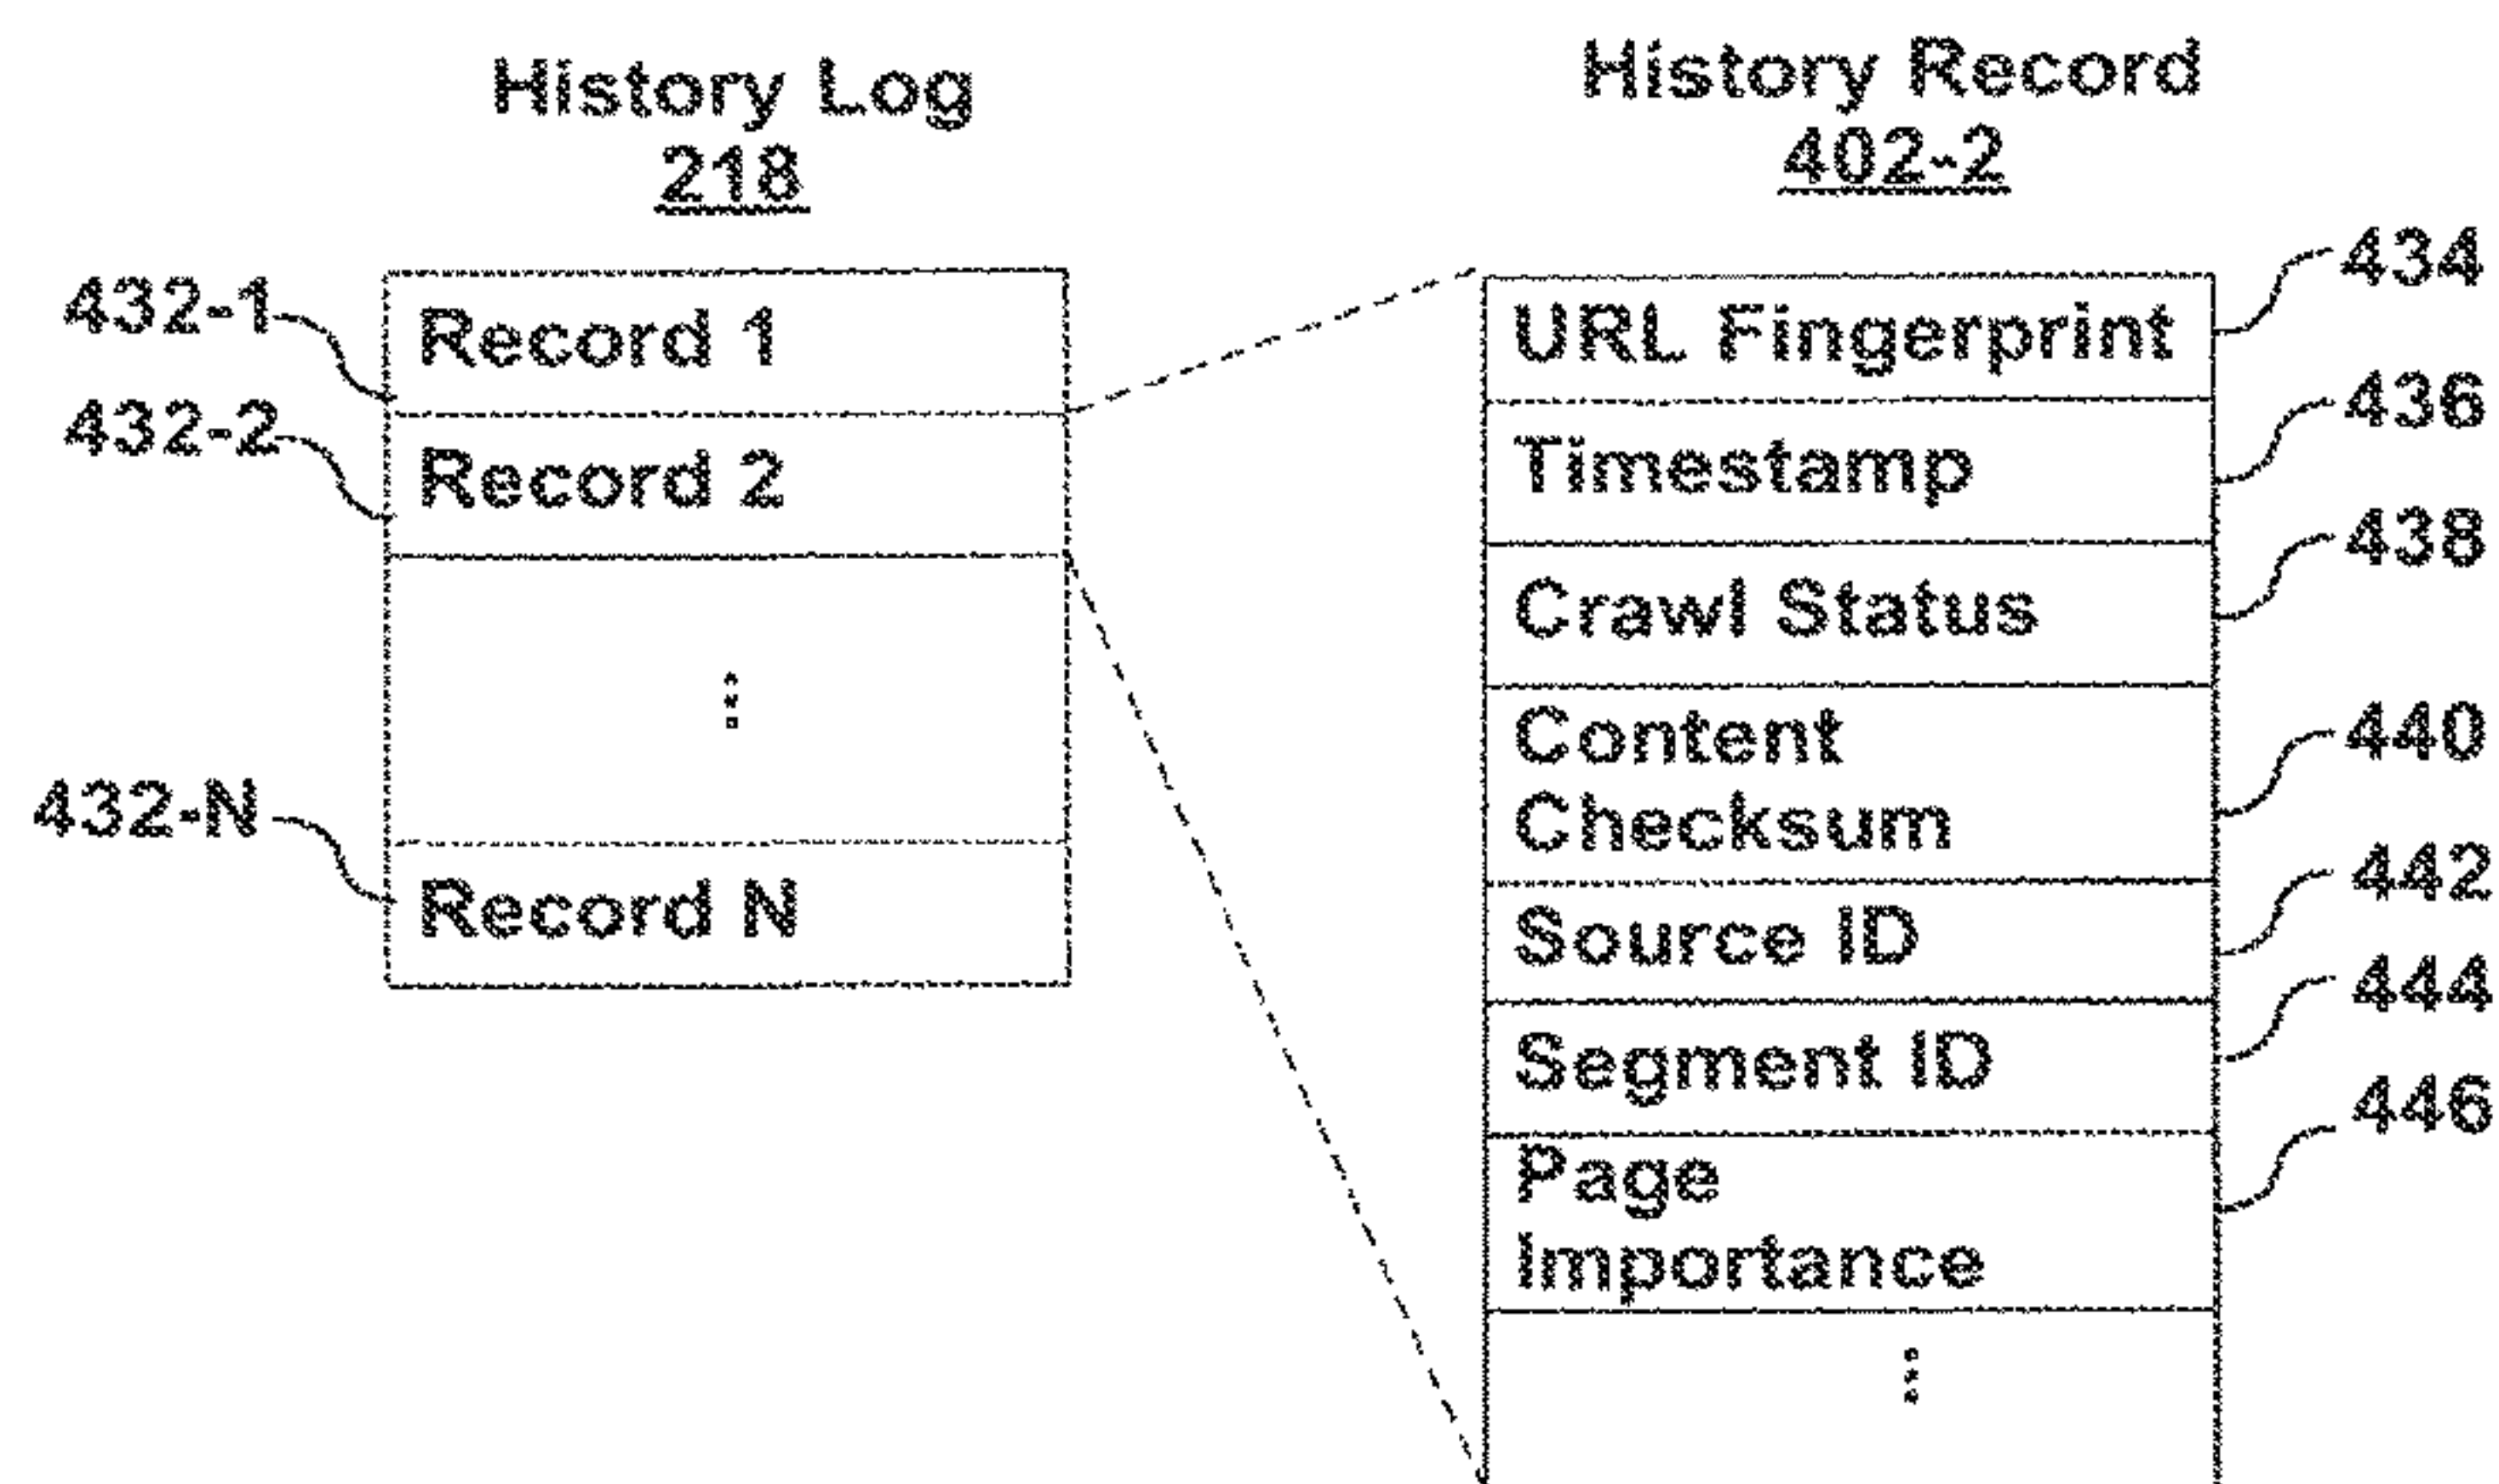 History Log
218
432-1
Record 1
432-2
Record 2
432-N
Record N
History Record
402-2
URL Fingerprint
434
Timestamp
436
Crawl Status
438
Content
Checksum
440
Source ID
442
Segment ID
444
Page
Importance
446